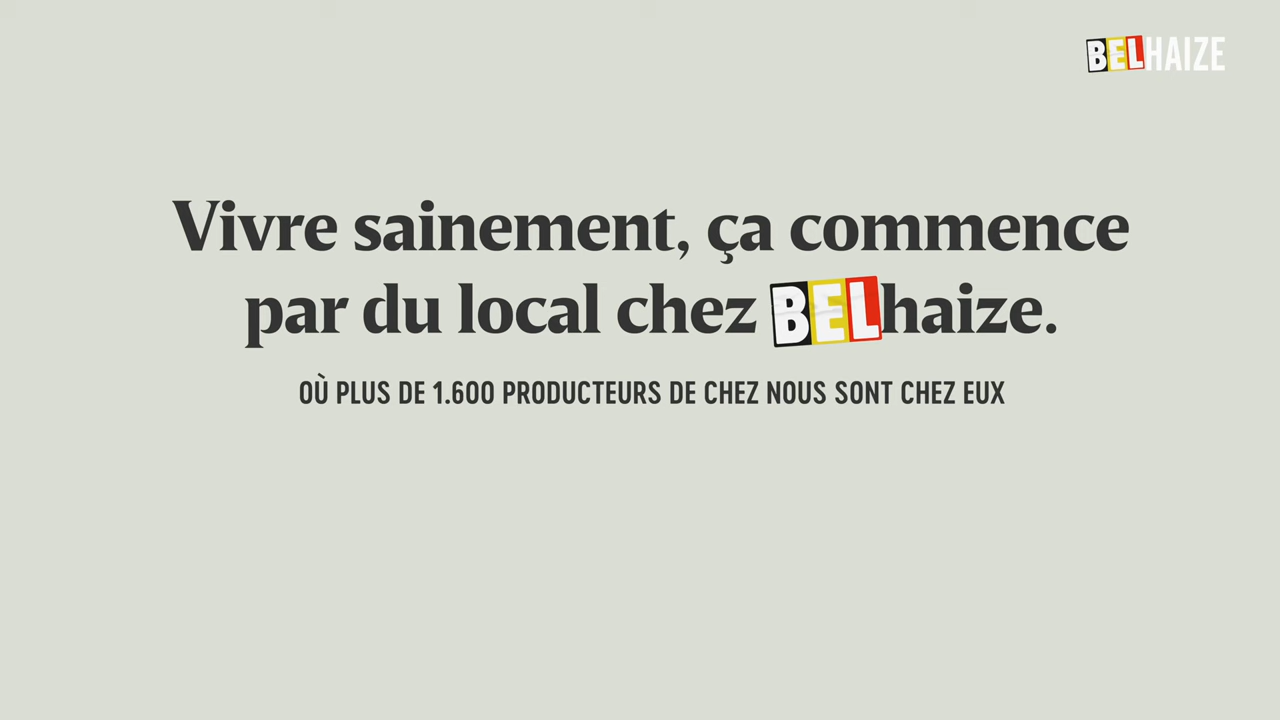 BELHAIZE
Vivre sainement, ça commence
par du local chez BELhaize.
OÙ PLUS DE 1.600 PRODUCTEURS DE CHEZ NOUS SONT CHEZ EUX